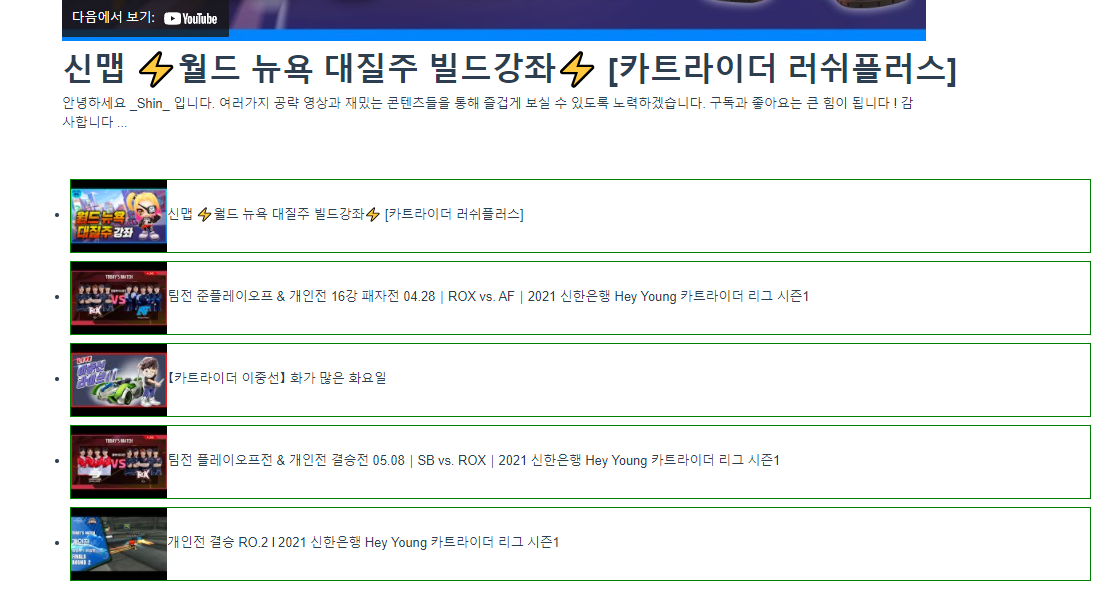 다음에서 보기: YouTube
신맵 ⚡월드 뉴욕 대질주 빌드강좌⚡ [카트라이더 러쉬플러스]
안녕하세요 _Shin_ 입니다. 여러가지 공략 영상과 재밌는 콘텐츠들을 통해 즐겁게 보실 수 있도록 노력하겠습니다. 구독과 좋아요는 큰 힘이 됩니다 ! 감
사합니다 ...
월드뉴욕
대질주 강좌
신맵 ⚡월드 뉴욕 대질주 빌드강좌⚡ [카트라이더 러쉬플러스]
TODAY'S MATCH
VS
팀전 준플레이오프 & 개인전 16강 패자전 04.28 | ROX vs. AF | 2021 신한은행 Hey Young 카트라이더 리그 시즌1
【카트라이더 이중선】 화가 많은 화요일
TODAY'S MATCH
VS
팀전 플레이오프전 & 개인전 결승전 05.08 | SB vs. ROX | 2021 신한은행 Hey Young 카트라이더 리그 시즌1
개인전
FINALS
ROUND 2
개인전 결승 RO.2 l 2021 신한은행 Hey Young 카트라이더 리그 시즌1